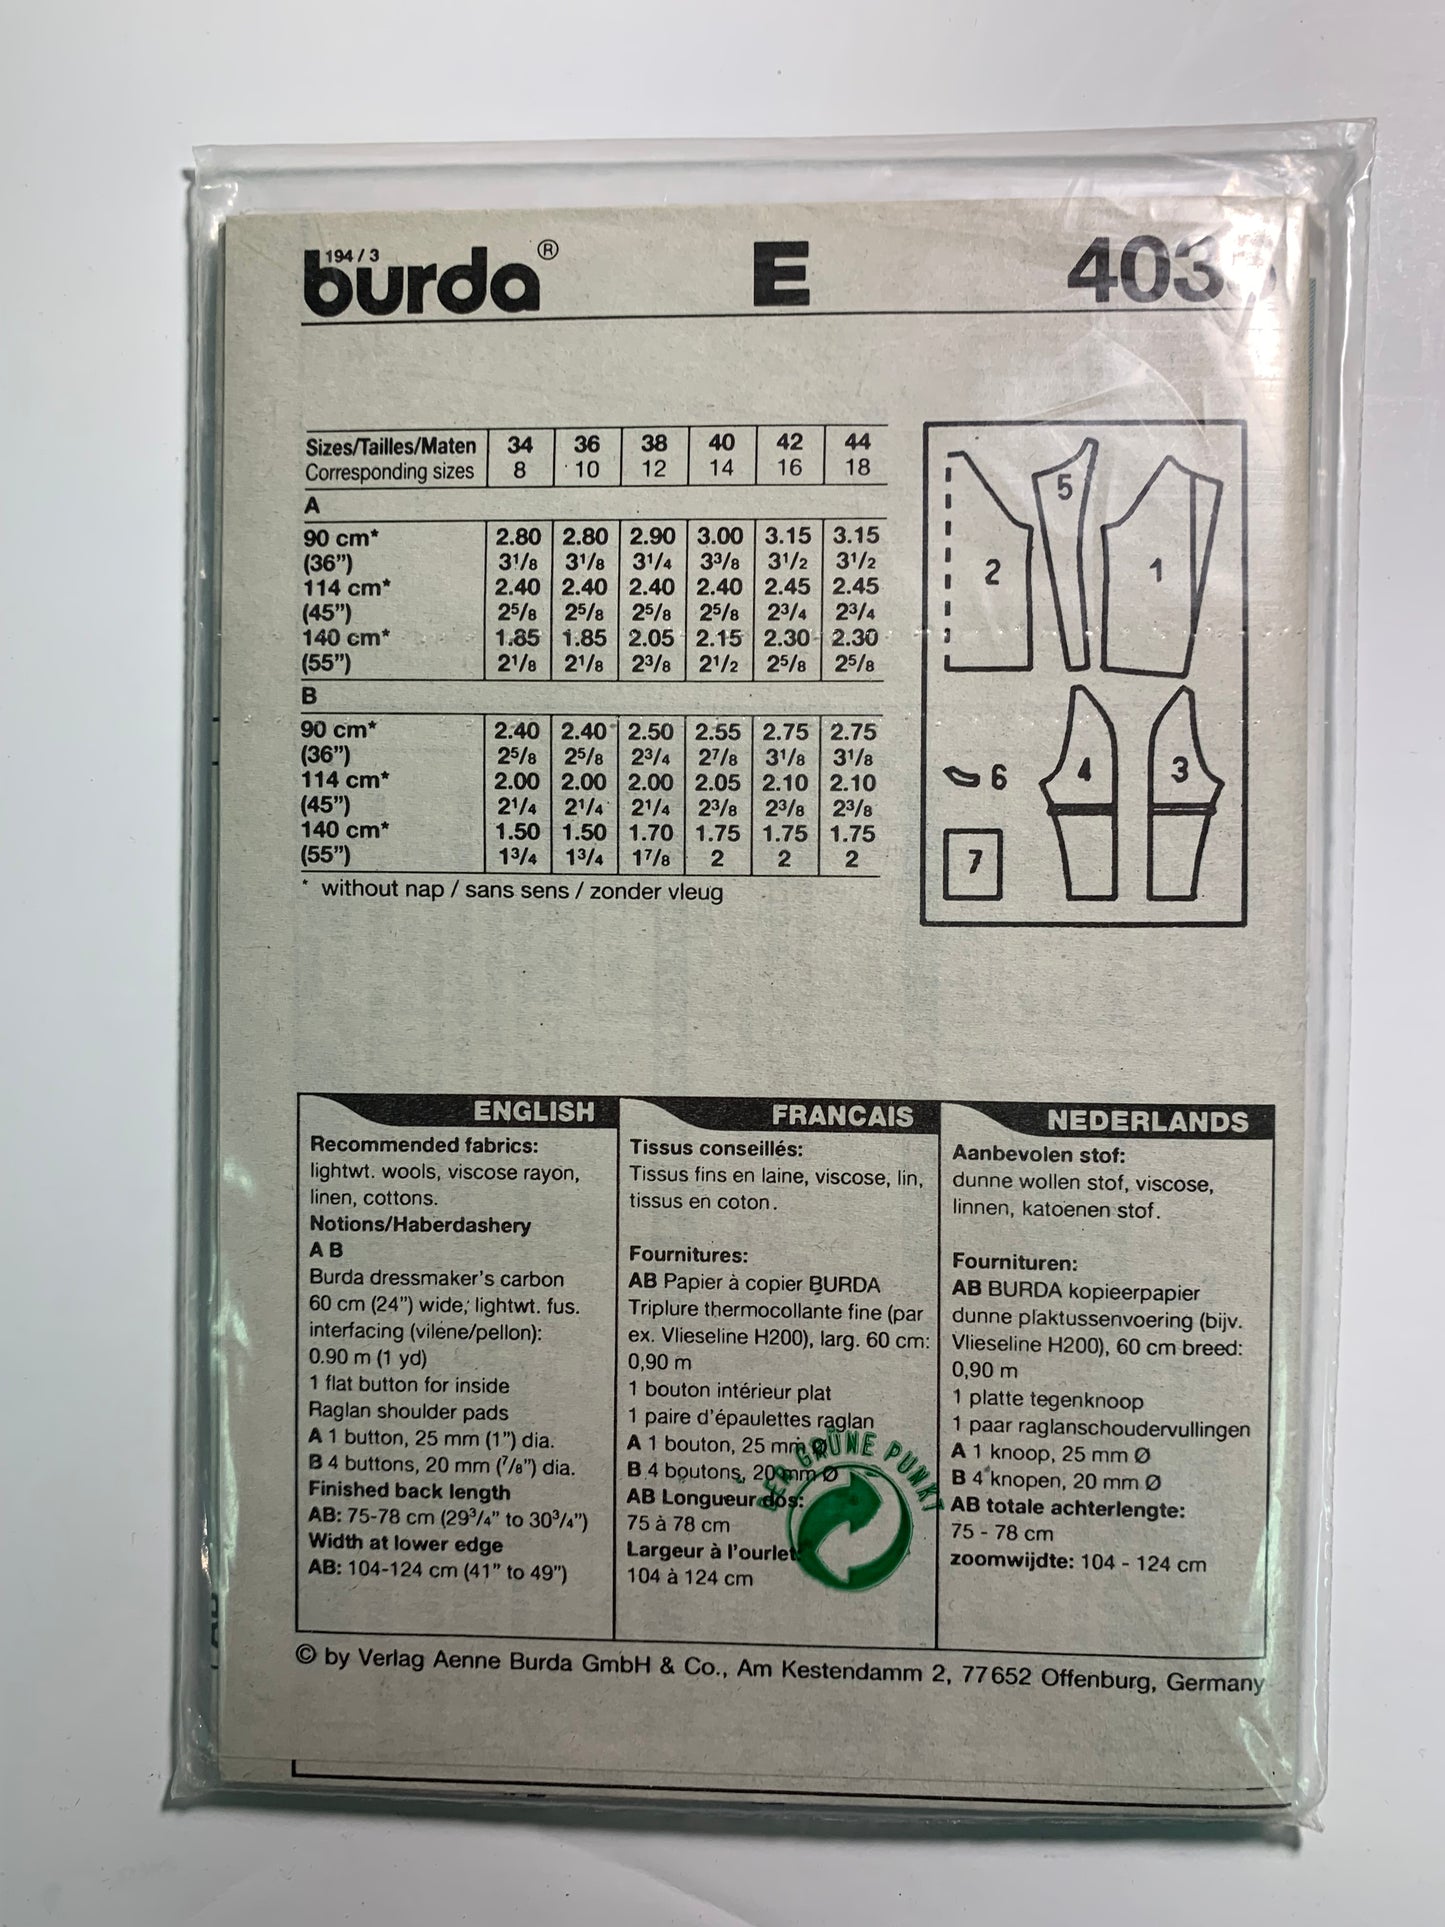 194 / 3
burda® E
Sizes/Tailles/Maten 34 36 38 40 42 44
Corresponding sizes 8 10 12 14 16 18
A
90 cm* 2.80 2.80 2.90 3.00 3.15 3.15
(36”) 3 1/8 3 1/8 3 1/4 3 3/8 3 1/2 3 1/2
114 cm* 2.40 2.40 2.40 2.40 2.45 2.45
(45”) 2 5/8 2 5/8 2 5/8 2 5/8 2 3/4 2 3/4
140 cm* 1.85 1.85 2.05 2.15 2.30 2.30
(55”) 2 1/8 2 1/8 2 3/8 2 1/2 2 5/8 2 5/8
B
90 cm* 2.40 2.40 2.50 2.55 2.75 2.75
(36”) 2 5/8 2 5/8 2 3/4 2 7/8 3 1/8 3 1/8
114 cm* 2.00 2.00 2.00 2.05 2.10 2.10
(45”) 2 1/4 2 1/4 2 1/4 2 3/8 2 3/8 2 3/8
140 cm* 1.50 1.50 1.70 1.75 1.75 1.75
(55”) 1 3/4 1 3/4 1 7/8 2 2 2
* without nap / sans sens / zonder vleug
5
2
1
4
3
6
7
ENGLISH
Recommended fabrics:
lightwt. wools, viscose rayon,
linen, cottons.
Notions/Haberdashery
A B
Burda dressmaker's carbon
60 cm (24”) wide, lightwt. fus.
interfacing (vilene/pellon):
0.90 m (1 yd)
1 flat button for inside
Raglan shoulder pads
A 1 button, 25 mm (1”) dia.
B 4 buttons, 20 mm (7/8”) dia.
Finished back length
AB: 75-78 cm (29 3/4” to 30 3/4”)
Width at lower edge
AB: 104-124 cm (41” to 49”)
FRANCAIS
Tissus conseillés:
Tissus fins en laine, viscose, lin,
tissus en coton.
Fournitures:
AB Papier à copier BURDA
Triplure thermocollante fine (par
ex. Vlieseline H200), larg. 60 cm:
0,90 m
1 bouton intérieur plat
1 paire d'épaulettes raglan
A 1 bouton, 25 mm Ø
B 4 boutons, 20 mm Ø
AB Longueur dos:
75 à 78 cm
Largeur à l'ourlet:
104 à 124 cm
DER GRÜNE PUNKT
NEDERLANDS
Aanbevolen stof:
dunne wollen stof, viscose,
linnen, katoenen stof.
Fournituren:
AB BURDA kopieerpapier
dunne plaktussenvoering (bijv.
Vlieseline H200), 60 cm breed:
0,90 m
1 platte tegenknoop
1 paar raglanschoudervullingen
A 1 knoop, 25 mm Ø
B 4 knopen, 20 mm Ø
AB totale achterlengte:
75 - 78 cm
zoomwijdte: 104 - 124 cm
© by Verlag Aenne Burda GmbH & Co., Am Kestendamm 2, 77652 Offenburg, Germany